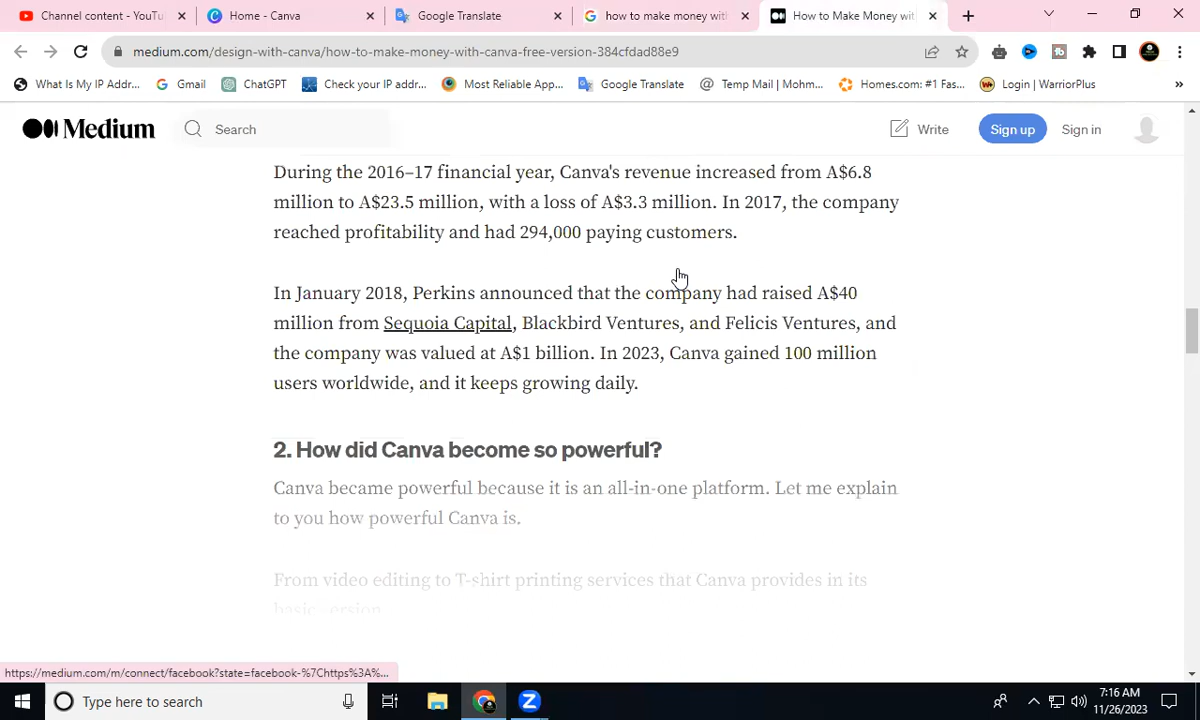 Channel content - YouTu
Home - Canva
Google Translate
how to make money wit
How to Make Money wit
medium.com/design-with-canva/how-to-make-money-with-canva-free-version-384cfdad88e9
What Is My IP Addr...
Gmail
ChatGPT
Check your IP addr...
Most Reliable App...
Google Translate
Temp Mail | Mohm...
Homes.com: #1 Fas...
Login | WarriorPlus
Medium
Search
Write
Sign up
Sign in
During the 2016–17 financial year, Canva's revenue increased from A$6.8
million to A$23.5 million, with a loss of A$3.3 million. In 2017, the company
reached profitability and had 294,000 paying customers.
In January 2018, Perkins announced that the company had raised A$40
million from Sequoia Capital, Blackbird Ventures, and Felicis Ventures, and
the company was valued at A$1 billion. In 2023, Canva gained 100 million
users worldwide, and it keeps growing daily.
2. How did Canva become so powerful?
Canva became powerful because it is an all-in-one platform. Let me explain
to you how powerful Canva is.
From video editing to T-shirt printing services that Canva provides in its
basic version
https://medium.com/m/connect/facebook?state=facebook-%7Chttps%3A%...
Type here to search
7:16 AM
11/26/2023